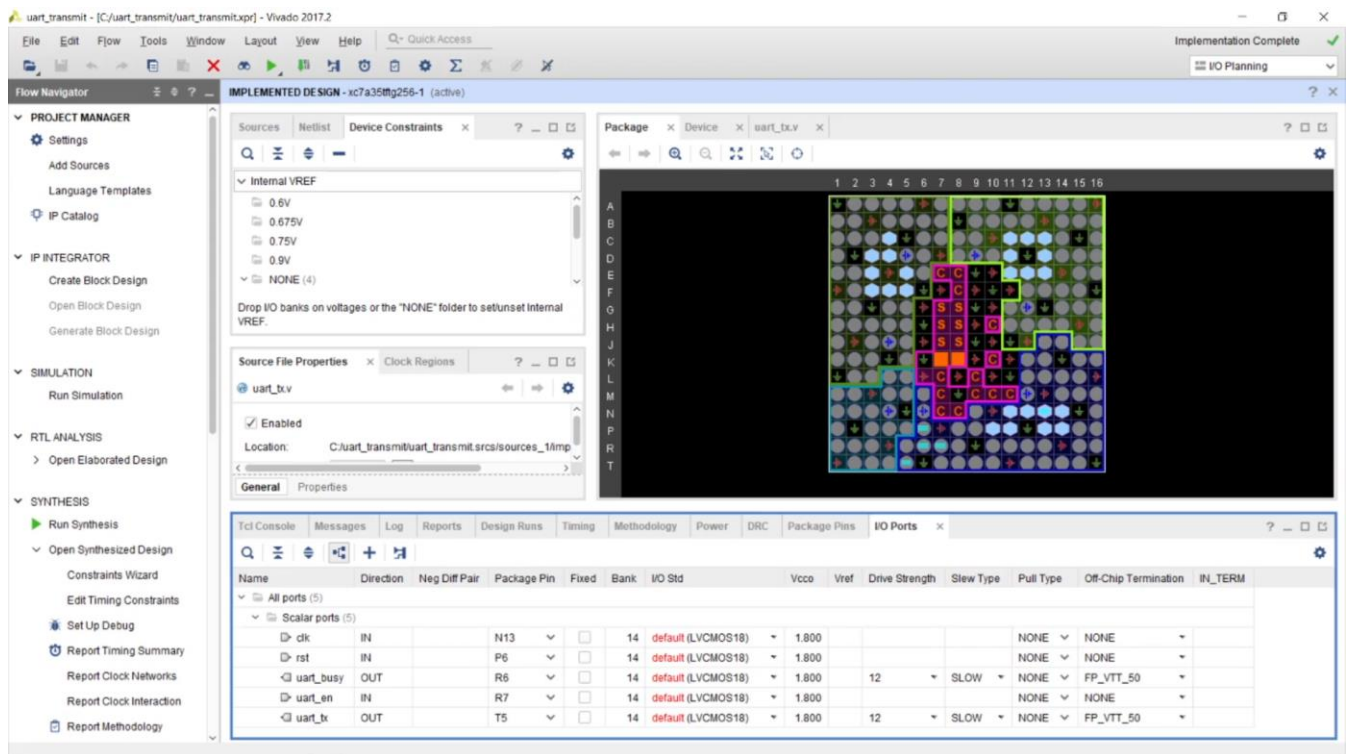 uart_transmit - [C:/uart_transmit/uart_transmit.xpr] - Vivado 2017.2
File Edit Flow Tools Window Layout View Help Quick Access
Implementation Complete
I/O Planning
Flow Navigator
IMPLEMENTED DESIGN - xc7a35tftg256-1 (active)
PROJECT MANAGER
Settings
Add Sources
Language Templates
IP Catalog
IP INTEGRATOR
Create Block Design
Open Block Design
Generate Block Design
SIMULATION
Run Simulation
RTL ANALYSIS
Open Elaborated Design
SYNTHESIS
Run Synthesis
Open Synthesized Design
Constraints Wizard
Edit Timing Constraints
Set Up Debug
Report Timing Summary
Report Clock Networks
Report Clock Interaction
Report Methodology
Sources Netlist Device Constraints
Internal VREF
0.6V
0.675V
0.75V
0.9V
NONE (4)
Drop I/O banks on voltages or the "NONE" folder to set/unset Internal
VREF.
Source File Properties Clock Regions
uart_tx.v
Enabled
Location: C:/uart_transmit/uart_transmit.srcs/sources_1/imp
General Properties
Package Device uart_tx.v
1 2 3 4 5 6 7 8 9 10 11 12 13 14 15 16
A
B
C
D
E C C
F C
G S S
H S S C
J S S
K C
L C C
M C C C C
N C C
P
R
T
Tcl Console Messages Log Reports Design Runs Timing Methodology Power DRC Package Pins I/O Ports
Name Direction Neg Diff Pair Package Pin Fixed Bank I/O Std Vcco Vref Drive Strength Slew Type Pull Type Off-Chip Termination IN_TERM
All ports (5)
Scalar ports (5)
clk IN N13 14 default (LVCMOS18) 1.800 NONE NONE
rst IN P6 14 default (LVCMOS18) 1.800 NONE NONE
uart_busy OUT R6 14 default (LVCMOS18) 1.800 12 SLOW NONE FP_VTT_50
uart_en IN R7 14 default (LVCMOS18) 1.800 NONE NONE
uart_tx OUT T5 14 default (LVCMOS18) 1.800 12 SLOW NONE FP_VTT_50